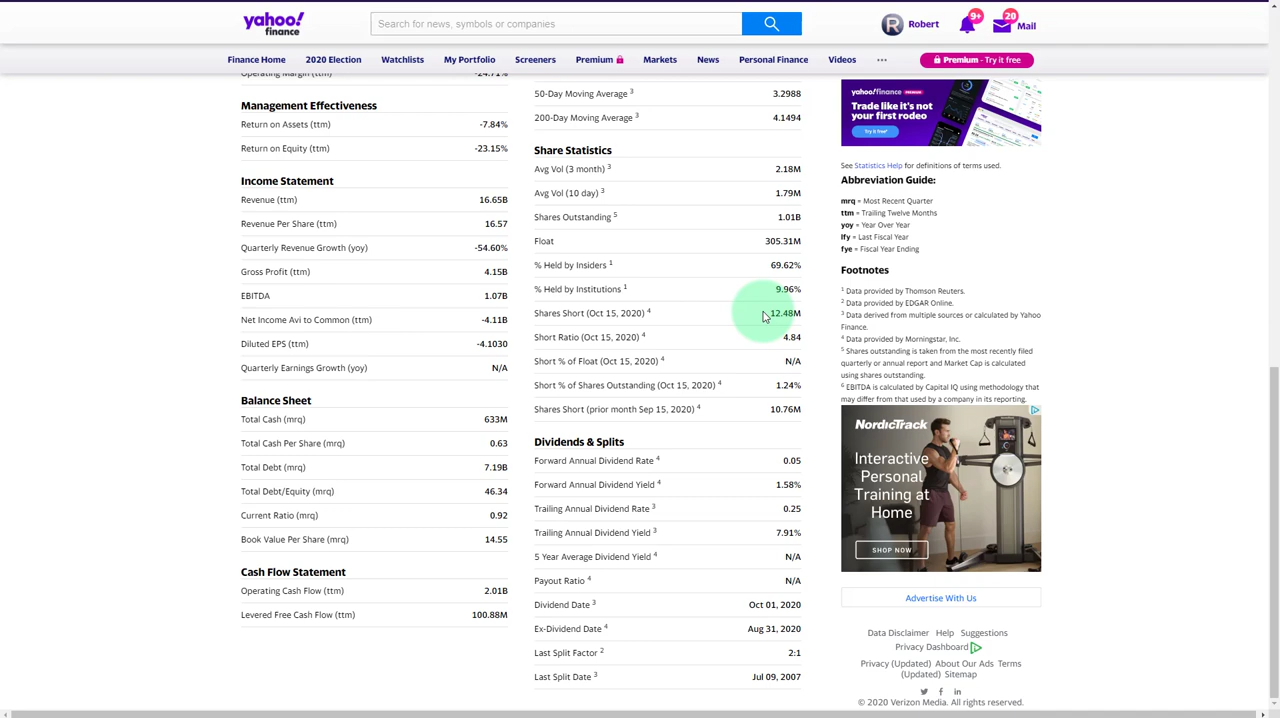 yahoo!
finance
Search for news, symbols or companies
R
Robert
9+
20
Mail
Finance Home
2020 Election
Watchlists
My Portfolio
Screeners
Premium
Markets
News
Personal Finance
Videos
...
Premium - Try it free
Operating Margin (ttm) -24.71%
Management Effectiveness
Return on Assets (ttm) -7.84%
Return on Equity (ttm) -23.15%
Income Statement
Revenue (ttm) 16.65B
Revenue Per Share (ttm) 16.57
Quarterly Revenue Growth (yoy) -54.60%
Gross Profit (ttm) 4.15B
EBITDA 1.07B
Net Income Avi to Common (ttm) -4.11B
Diluted EPS (ttm) -4.1030
Quarterly Earnings Growth (yoy) N/A
Balance Sheet
Total Cash (mrq) 633M
Total Cash Per Share (mrq) 0.63
Total Debt (mrq) 7.19B
Total Debt/Equity (mrq) 46.34
Current Ratio (mrq) 0.92
Book Value Per Share (mrq) 14.55
Cash Flow Statement
Operating Cash Flow (ttm) 2.01B
Levered Free Cash Flow (ttm) 100.88M
50-Day Moving Average 3 3.2988
200-Day Moving Average 3 4.1494
Share Statistics
Avg Vol (3 month) 3 2.18M
Avg Vol (10 day) 3 1.79M
Shares Outstanding 5 1.01B
Float 305.31M
% Held by Insiders 1 69.62%
% Held by Institutions 1 9.96%
Shares Short (Oct 15, 2020) 4 12.48M
Short Ratio (Oct 15, 2020) 4 4.84
Short % of Float (Oct 15, 2020) 4 N/A
Short % of Shares Outstanding (Oct 15, 2020) 4 1.24%
Shares Short (prior month Sep 15, 2020) 4 10.76M
Dividends & Splits
Forward Annual Dividend Rate 4 0.05
Forward Annual Dividend Yield 4 1.58%
Trailing Annual Dividend Rate 3 0.25
Trailing Annual Dividend Yield 3 7.91%
5 Year Average Dividend Yield 4 N/A
Payout Ratio 4 N/A
Dividend Date 3 Oct 01, 2020
Ex-Dividend Date 4 Aug 31, 2020
Last Split Factor 2 2:1
Last Split Date 3 Jul 09, 2007
yahoo!finance PREMIUM
Trade like it's not
your first rodeo
Try it free*
See Statistics Help for definitions of terms used.
Abbreviation Guide:
mrq = Most Recent Quarter
ttm = Trailing Twelve Months
yoy = Year Over Year
lfy = Last Fiscal Year
fye = Fiscal Year Ending
Footnotes
1 Data provided by Thomson Reuters.
2 Data provided by EDGAR Online.
3 Data derived from multiple sources or calculated by Yahoo
Finance.
4 Data provided by Morningstar, Inc.
5 Shares outstanding is taken from the most recently filed
quarterly or annual report and Market Cap is calculated
using shares outstanding.
6 EBITDA is calculated by Capital IQ using methodology that
may differ from that used by a company in its reporting.
NORDICTRACK
Interactive
Personal
Training at
Home
SHOP NOW
Advertise With Us
Data Disclaimer Help Suggestions
Privacy Dashboard
Privacy (Updated) About Our Ads Terms
(Updated) Sitemap
© 2020 Verizon Media. All rights reserved.